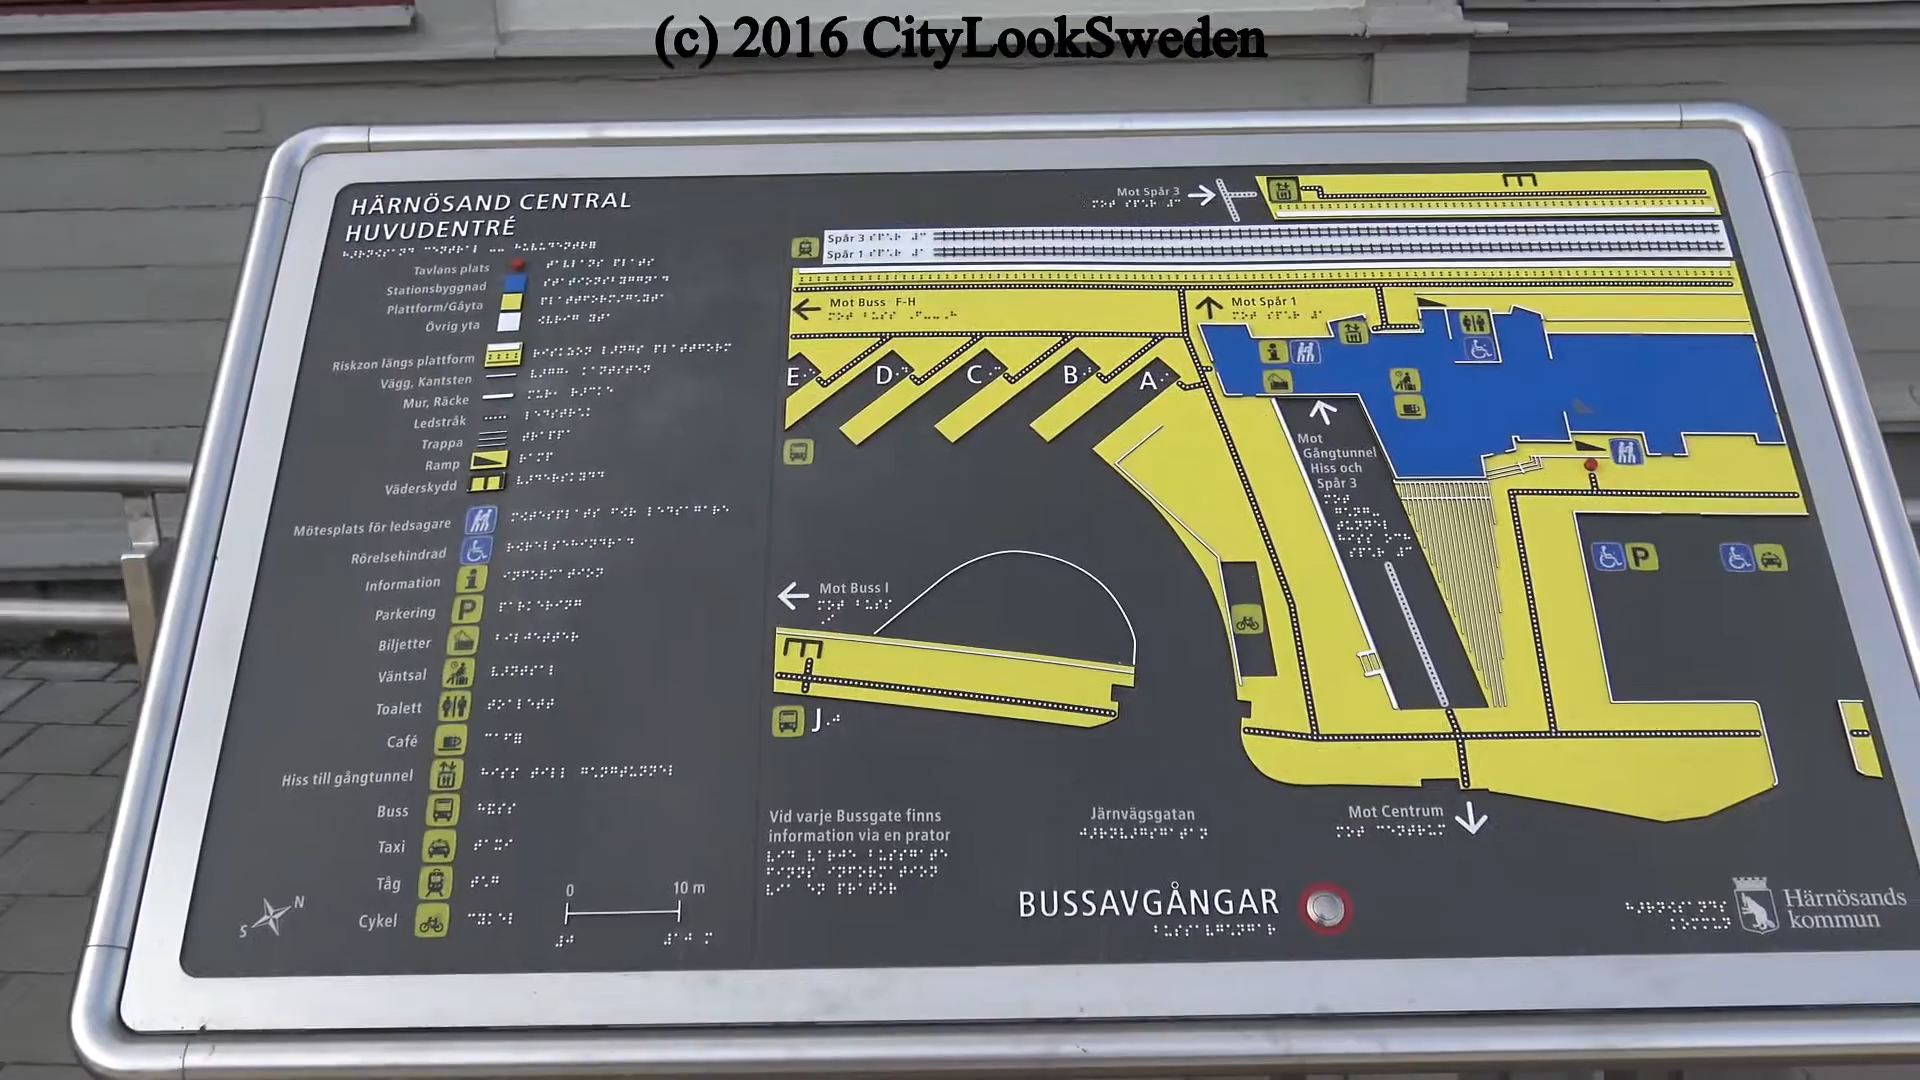 (c) 2016 CityLookSweden
HÄRNÖSAND CENTRAL
HUVUDENTRÉ
Tavlans plats
Stationsbyggnad
Plattform/Gåyta
Övrig yta
Riskzon längs plattform
Vägg, Kantsten
Mur, Räcke
Ledstråk
Trappa
Ramp
Väderskydd
Mötesplats för ledsagare
Rörelsehindrad
Information
Parkering
Biljetter
Väntsal
Toalett
Café
Hiss till gångtunnel
Buss
Taxi
Tåg
Cykel
N
S
0 10 m
Mot Spår 3
Spår 3
Spår 1
Mot Buss F-H
Mot Spår 1
E D C B A
Mot
Gångtunnel
Hiss och
Spår 3
P P
Mot Buss I
J
Vid varje Bussgate finns
information via en prator
Järnvägsgatan
Mot Centrum
BUSSAVGÅNGAR
Härnösands
kommun